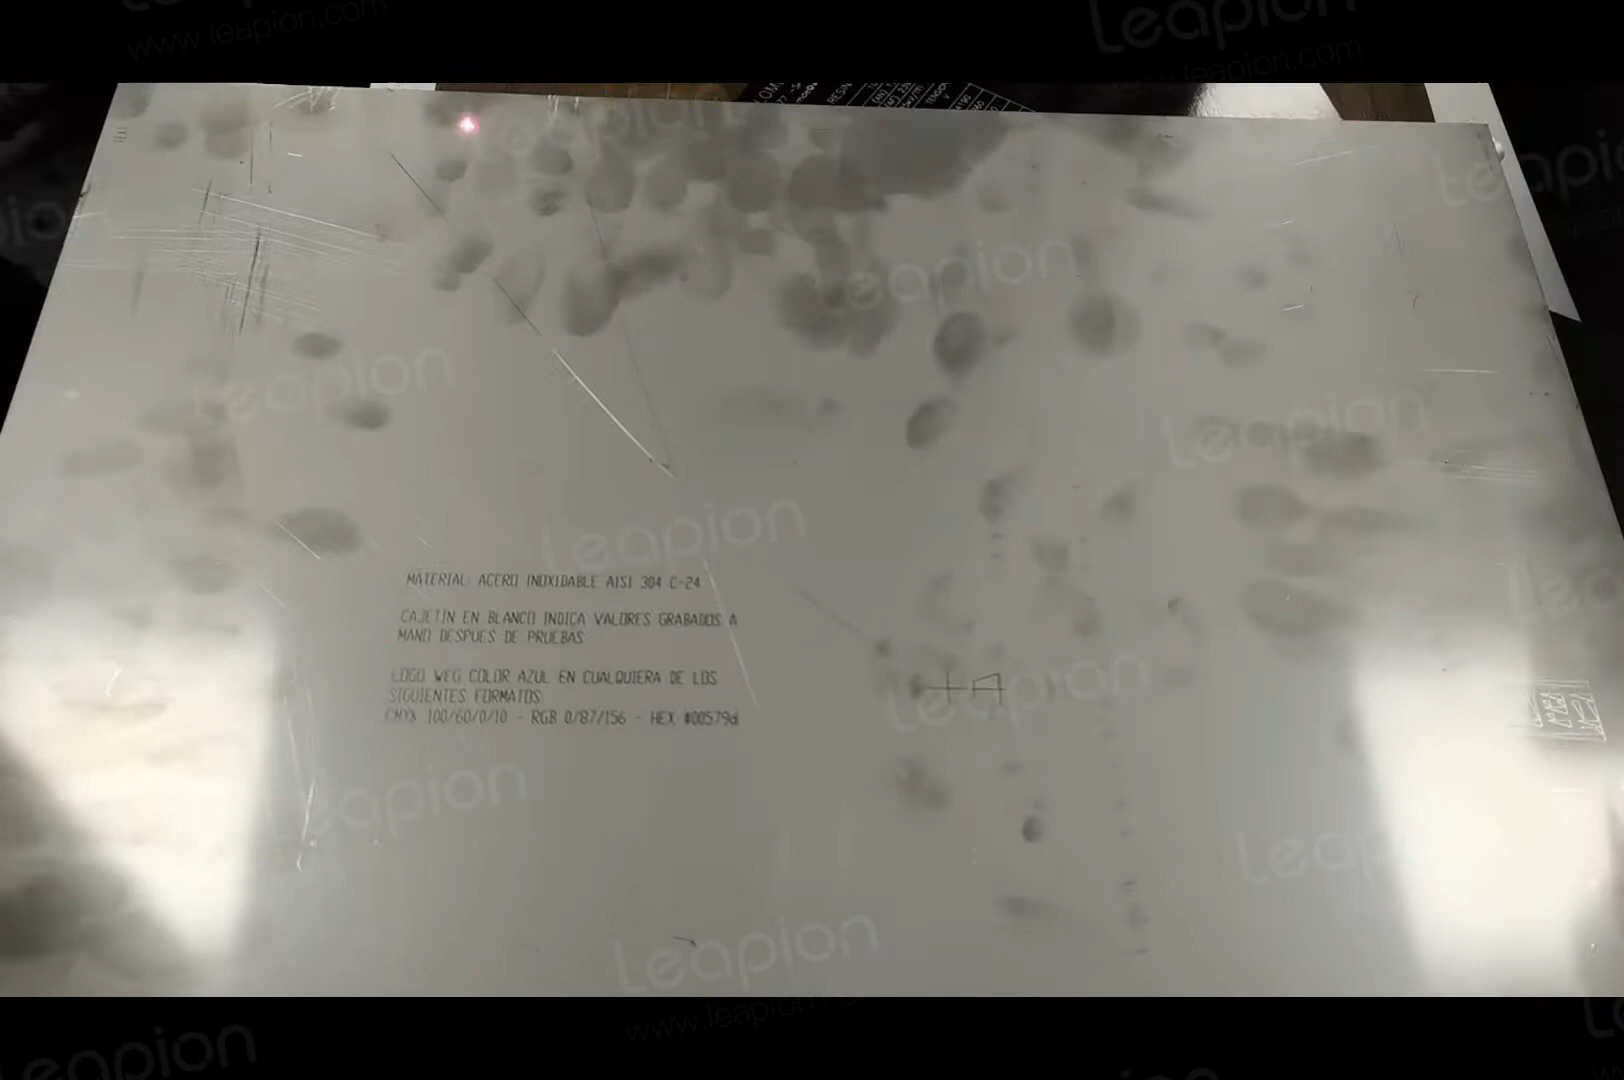 Leapion
www.leapion.com
MATERIAL: ACERO INOXIDABLE AISI 304 C-24
CAJETIN EN BLANCO INDICA VALORES GRABADOS A
MANO DESPUES DE PRUEBAS
LOGO WEG COLOR AZUL EN CUALQUIERA DE LOS
SIGUIENTES FORMATOS:
CMYK 100/60/0/10 - RGB 0/87/156 - HEX #00579d